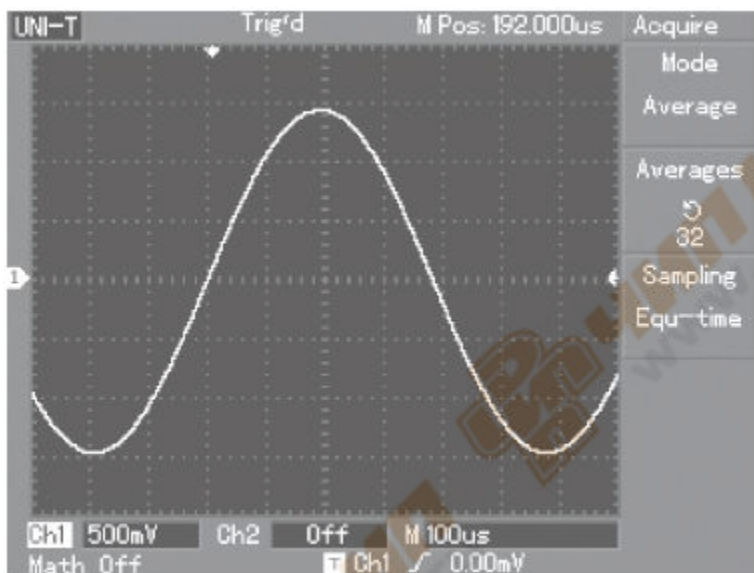 UNI-T Trig'd M Pos: 192.000us Acquire
Mode
Average
Averages
32
Sampling
Equ-time
1
Ch1 500mV Ch2 Off M 100us
Math Off T Ch1 0.00mV